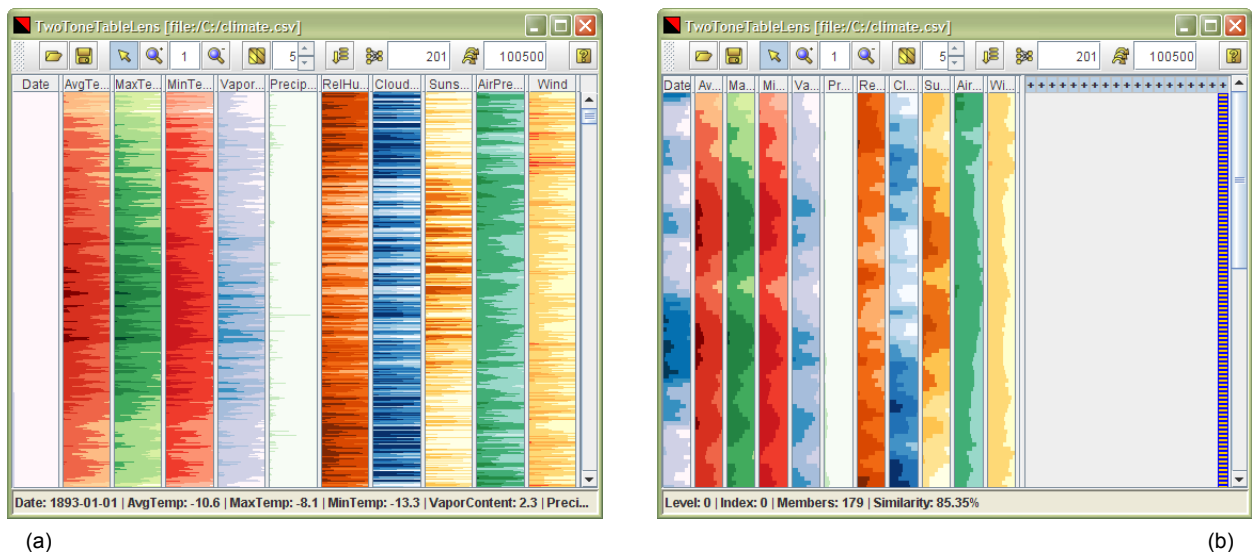 TwoToneTableLens [file:/C:/climate.csv]
1 5 201 100500
Date AvgTe... MaxTe... MinTe... Vapor... Precip... RelHu... Cloud... Suns... AirPre... Wind
Date: 1893-01-01 | AvgTemp: -10.6 | MaxTemp: -8.1 | MinTemp: -13.3 | VaporContent: 2.3 | Preci...
(a)
TwoToneTableLens [file:/C:/climate.csv]
1 5 201 100500
Date Av... Ma... Mi... Va... Pr... Re... Cl... Su... Air... Wi...
Level: 0 | Index: 0 | Members: 179 | Similarity: 85.35%
(b)